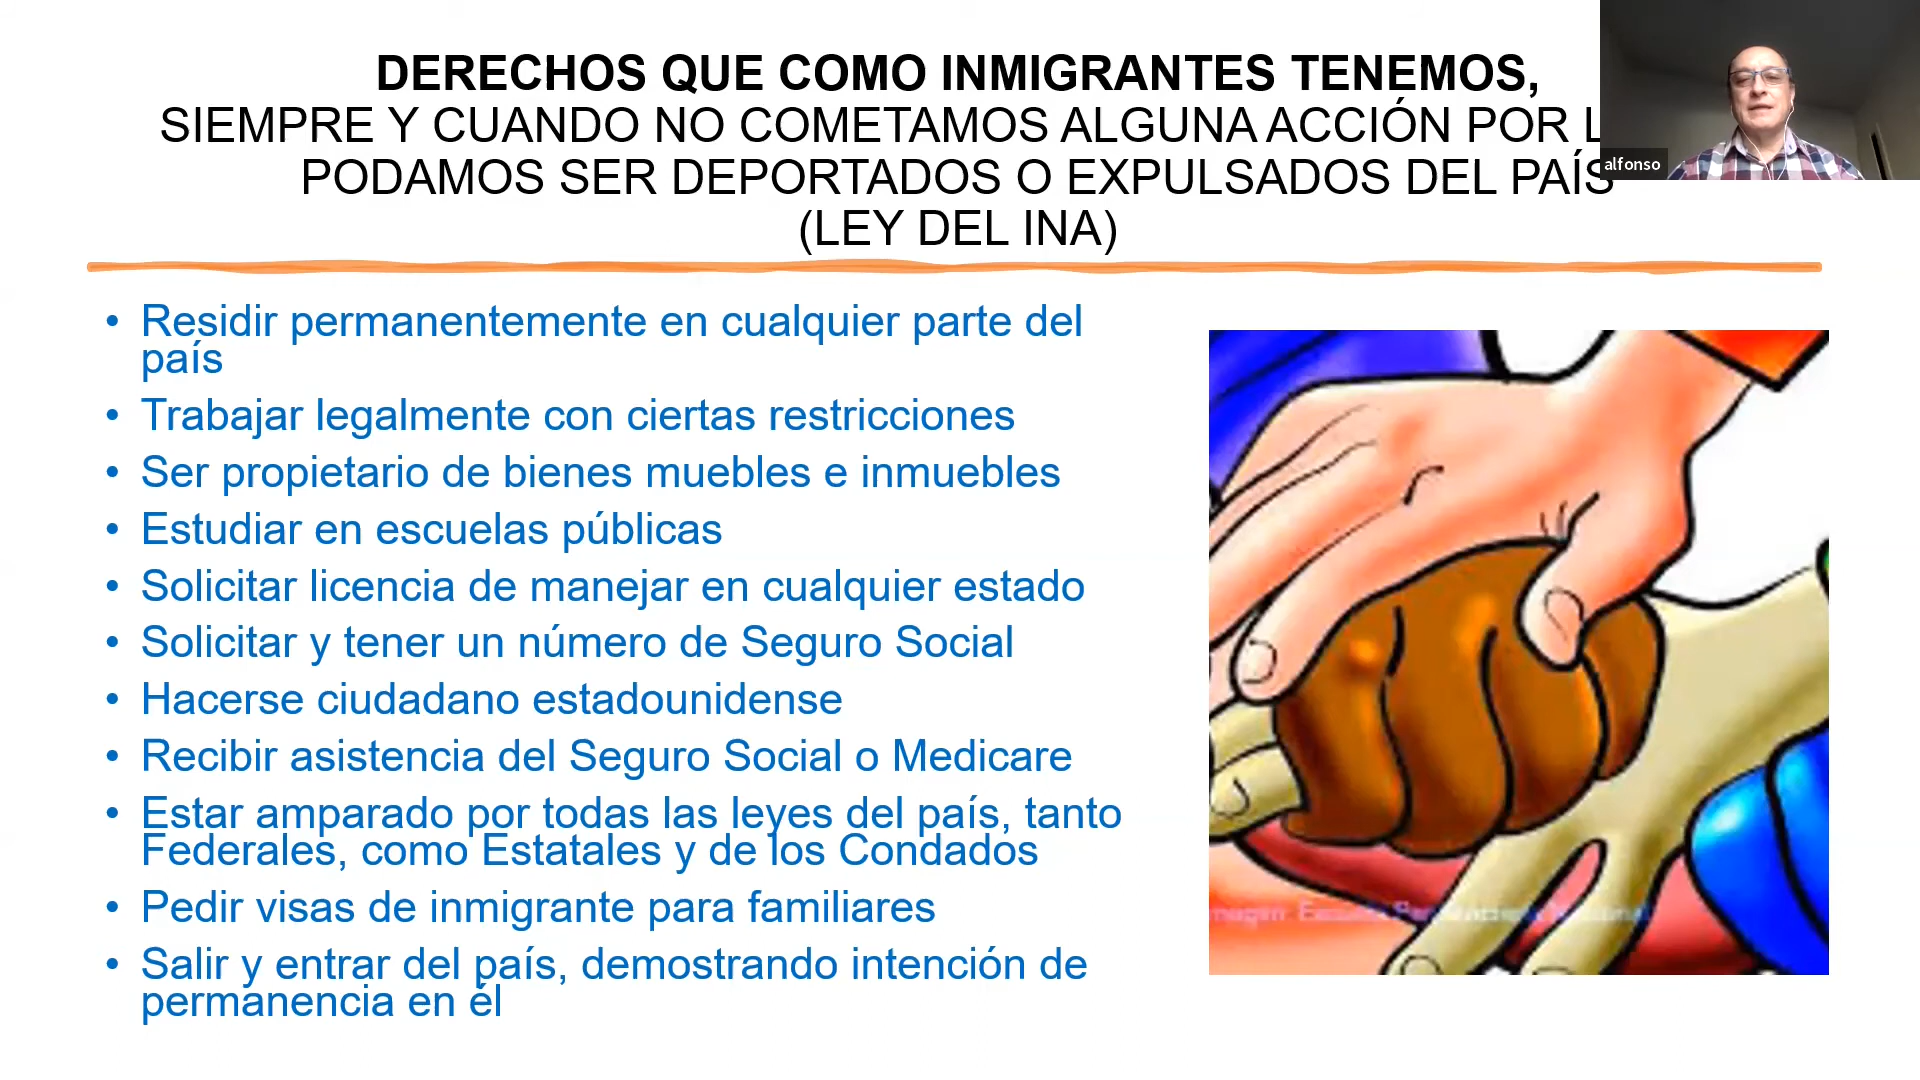 DERECHOS QUE COMO INMIGRANTES TENEMOS,
SIEMPRE Y CUANDO NO COMETAMOS ALGUNA ACCIÓN POR
PODAMOS SER DEPORTADOS O EXPULSADOS DEL PAÍS
(LEY DEL INA)
alfonso
• Residir permanentemente en cualquier parte del
país
• Trabajar legalmente con ciertas restricciones
• Ser propietario de bienes muebles e inmuebles
• Estudiar en escuelas públicas
• Solicitar licencia de manejar en cualquier estado
• Solicitar y tener un número de Seguro Social
• Hacerse ciudadano estadounidense
• Recibir asistencia del Seguro Social o Medicare
• Estar amparado por todas las leyes del país, tanto
Federales, como Estatales y de los Condados
• Pedir visas de inmigrante para familiares
• Salir y entrar del país, demostrando intención de
permanencia en él